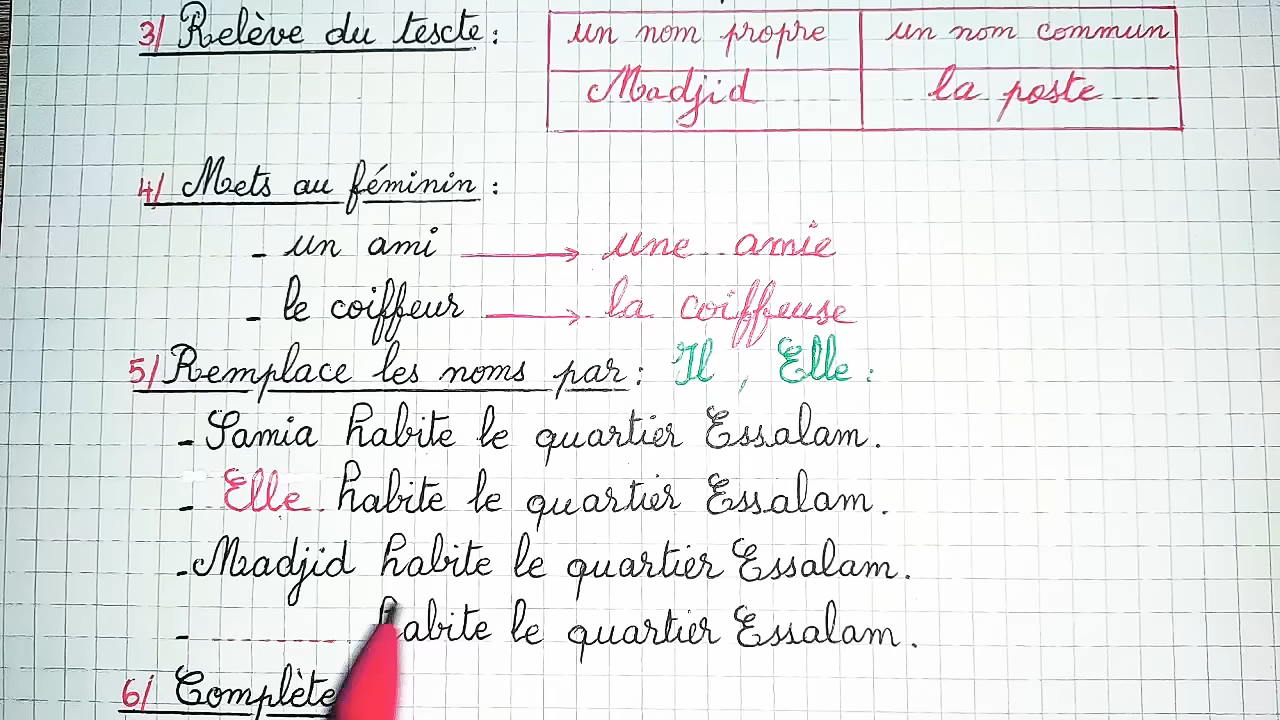 3/ Relève du tescte :
un nom propre un nom commun
Madjid la poste
4/ Mets au féminin :
- un ami → une amie
- le coiffeur → la coiffeuse
5/ Remplace les noms par : Il , Elle :
- Samia habite le quartier Essalam.
- Elle habite le quartier Essalam.
- Madjid habite le quartier Essalam.
- ........ habite le quartier Essalam.
6/ Complète